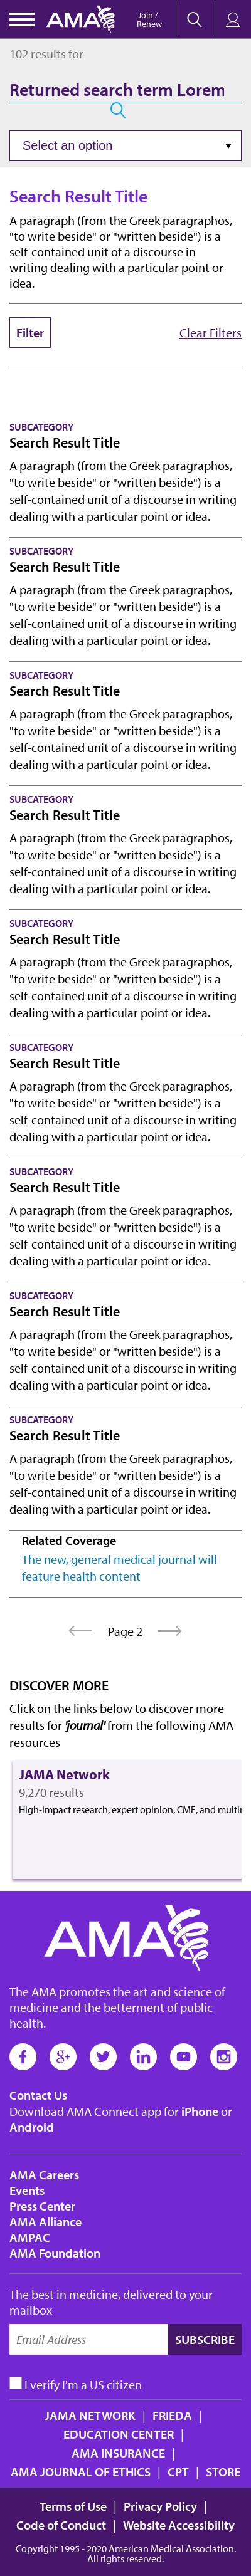 AMA
Join /
Renew
102 results for
Returned search term Lorem
Select an option
Search Result Title
A paragraph (from the Greek paragraphos,
"to write beside" or "written beside") is a
self-contained unit of a discourse in
writing dealing with a particular point or
idea.
Filter
Clear Filters
SUBCATEGORY
Search Result Title
A paragraph (from the Greek paragraphos,
"to write beside" or "written beside") is a
self-contained unit of a discourse in writing
dealing with a particular point or idea.
SUBCATEGORY
Search Result Title
A paragraph (from the Greek paragraphos,
"to write beside" or "written beside") is a
self-contained unit of a discourse in writing
dealing with a particular point or idea.
SUBCATEGORY
Search Result Title
A paragraph (from the Greek paragraphos,
"to write beside" or "written beside") is a
self-contained unit of a discourse in writing
dealing with a particular point or idea.
SUBCATEGORY
Search Result Title
A paragraph (from the Greek paragraphos,
"to write beside" or "written beside") is a
self-contained unit of a discourse in writing
dealing with a particular point or idea.
SUBCATEGORY
Search Result Title
A paragraph (from the Greek paragraphos,
"to write beside" or "written beside") is a
self-contained unit of a discourse in writing
dealing with a particular point or idea.
SUBCATEGORY
Search Result Title
A paragraph (from the Greek paragraphos,
"to write beside" or "written beside") is a
self-contained unit of a discourse in writing
dealing with a particular point or idea.
SUBCATEGORY
Search Result Title
A paragraph (from the Greek paragraphos,
"to write beside" or "written beside") is a
self-contained unit of a discourse in writing
dealing with a particular point or idea.
SUBCATEGORY
Search Result Title
A paragraph (from the Greek paragraphos,
"to write beside" or "written beside") is a
self-contained unit of a discourse in writing
dealing with a particular point or idea.
SUBCATEGORY
Search Result Title
A paragraph (from the Greek paragraphos,
"to write beside" or "written beside") is a
self-contained unit of a discourse in writing
dealing with a particular point or idea.
Related Coverage
The new, general medical journal will
feature health content
Page 2
DISCOVER MORE
Click on the links below to discover more
results for 'journal' from the following AMA
resources
JAMA Network
9,270 results
High-impact research, expert opinion, CME, and multim
AMA
The AMA promotes the art and science of
medicine and the betterment of public
health.
Contact Us
Download AMA Connect app for iPhone or
Android
AMA Careers
Events
Press Center
AMA Alliance
AMPAC
AMA Foundation
The best in medicine, delivered to your
mailbox
Email Address
SUBSCRIBE
I verify I'm a US citizen
JAMA NETWORK | FRIEDA |
EDUCATION CENTER |
AMA INSURANCE |
AMA JOURNAL OF ETHICS | CPT | STORE
Terms of Use | Privacy Policy |
Code of Conduct | Website Accessibility
Copyright 1995 - 2020 American Medical Association.
All rights reserved.